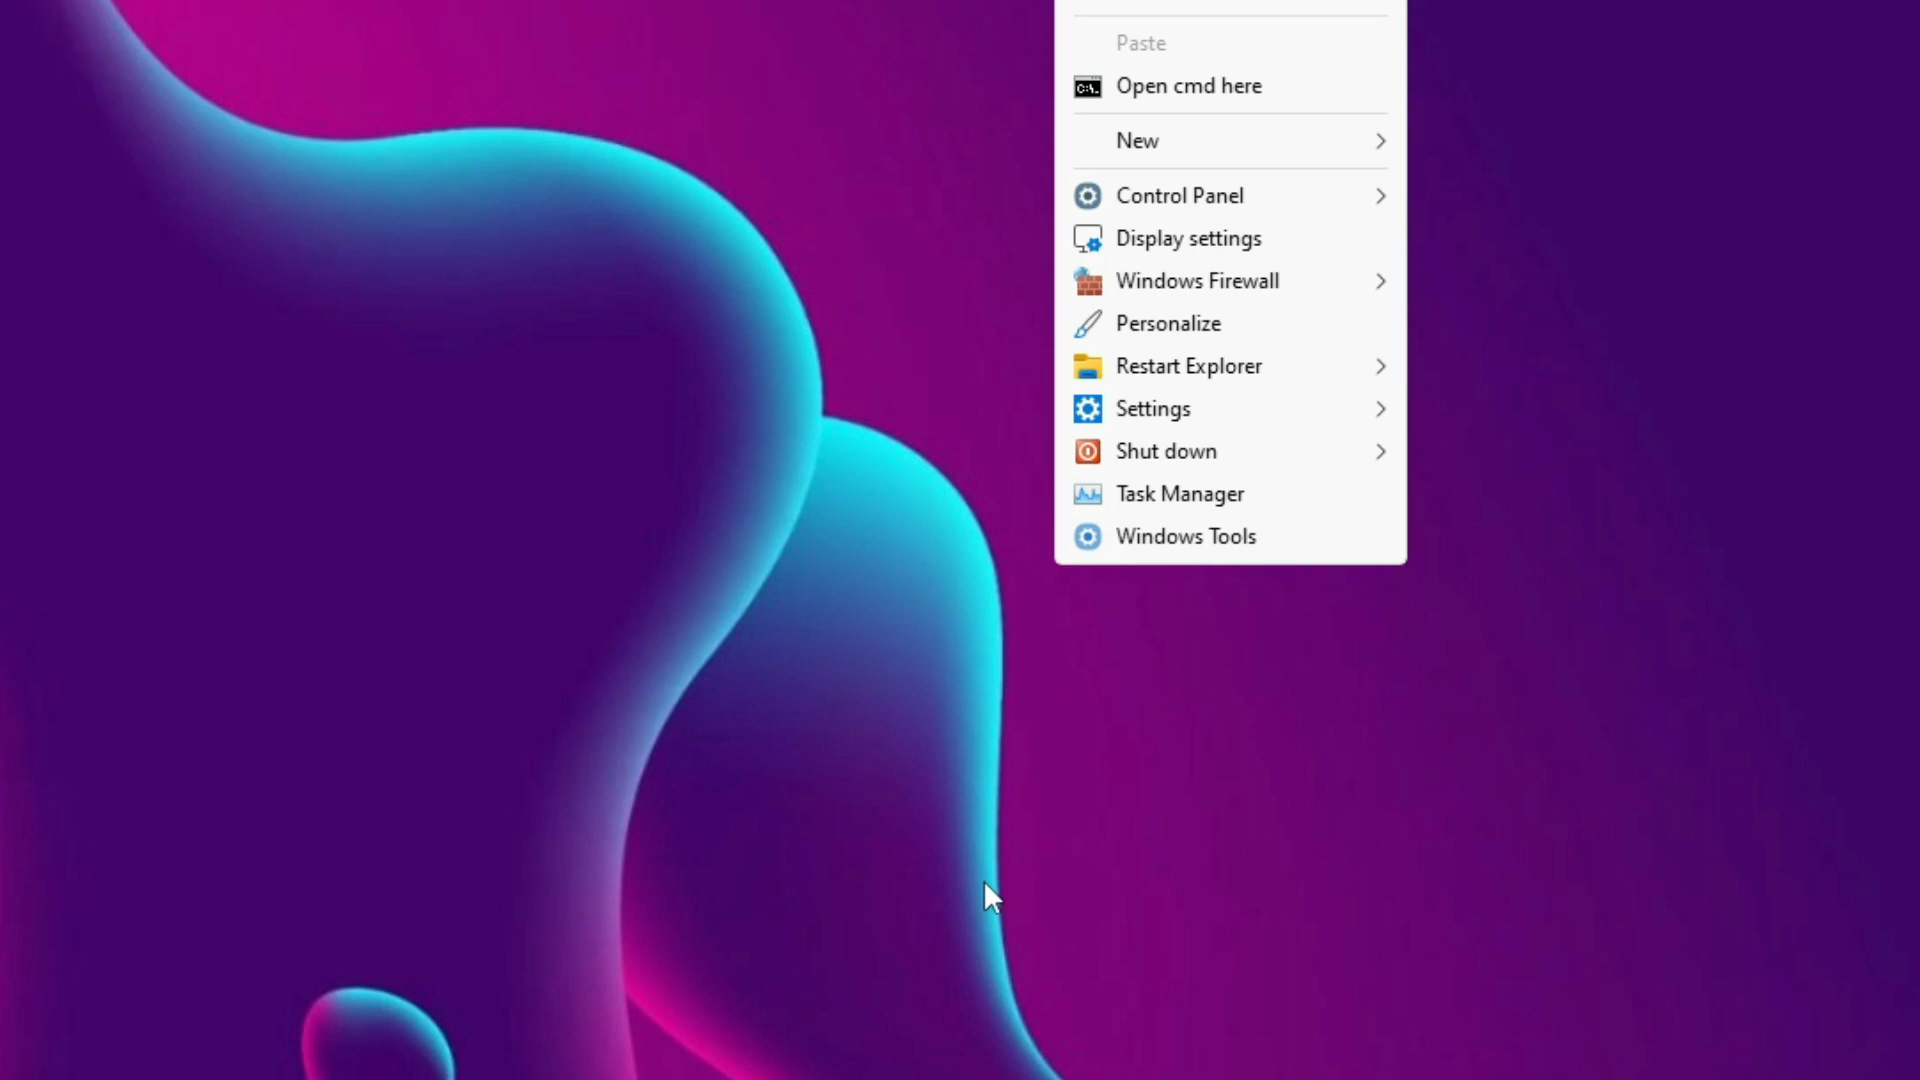 Paste
Open cmd here
New
Control Panel
Display settings
Windows Firewall
Personalize
Restart Explorer
Settings
Shut down
Task Manager
Windows Tools